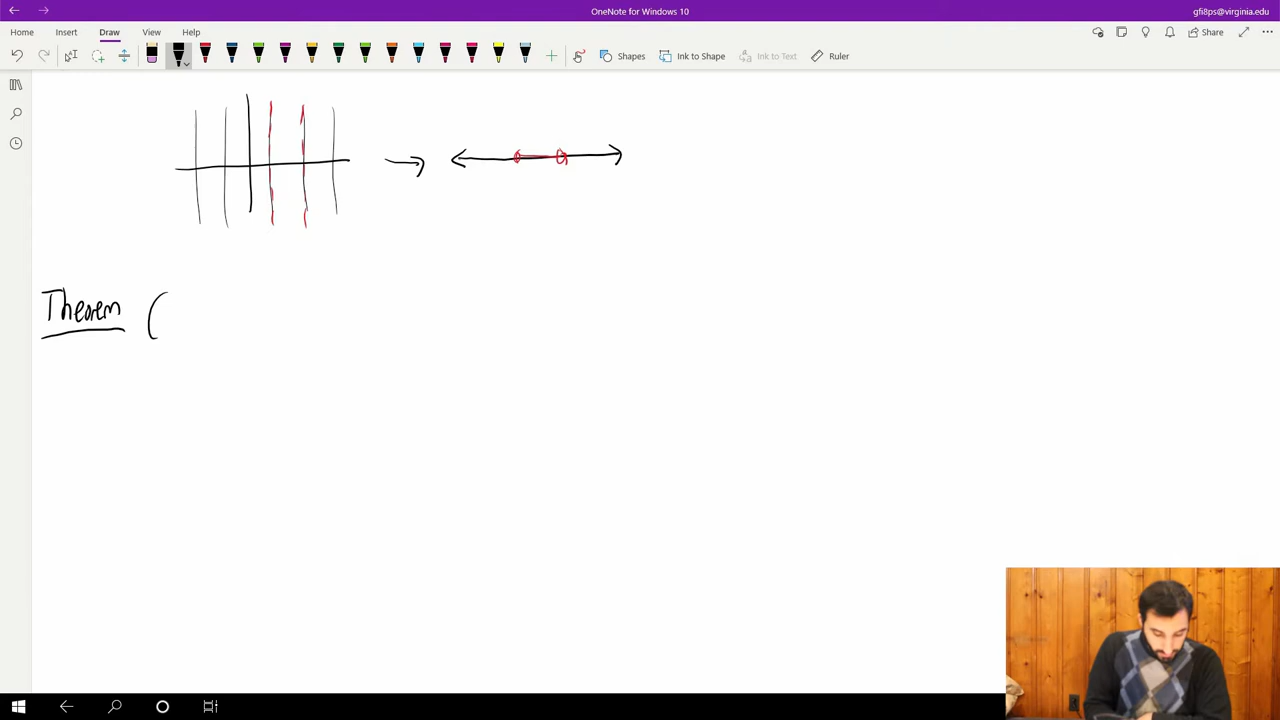 OneNote for Windows 10
gfi8ps@virginia.edu
Home Insert Draw View Help
Share
Shapes Ink to Shape Ink to Text Ruler
Theorem (